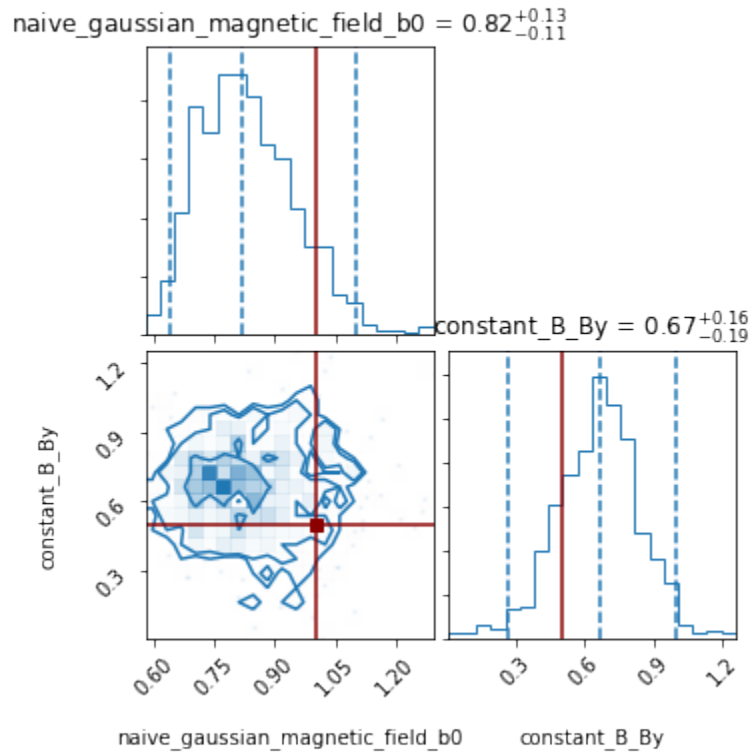 naive_gaussian_magnetic_field_b0 = 0.82+0.13−0.11
constant_B_By = 0.67+0.16−0.19
constant_B_By
1.2
0.9
0.6
0.3
0.60 0.75 0.90 1.05 1.20
0.3 0.6 0.9 1.2
naive_gaussian_magnetic_field_b0
constant_B_By